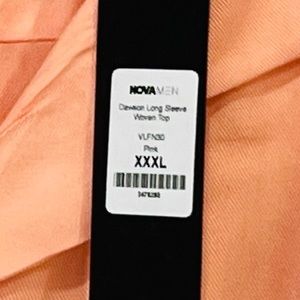 NOVAMEN
Dawson Long Sleeve
Woven Top
VLFN30
Pink
XXXL